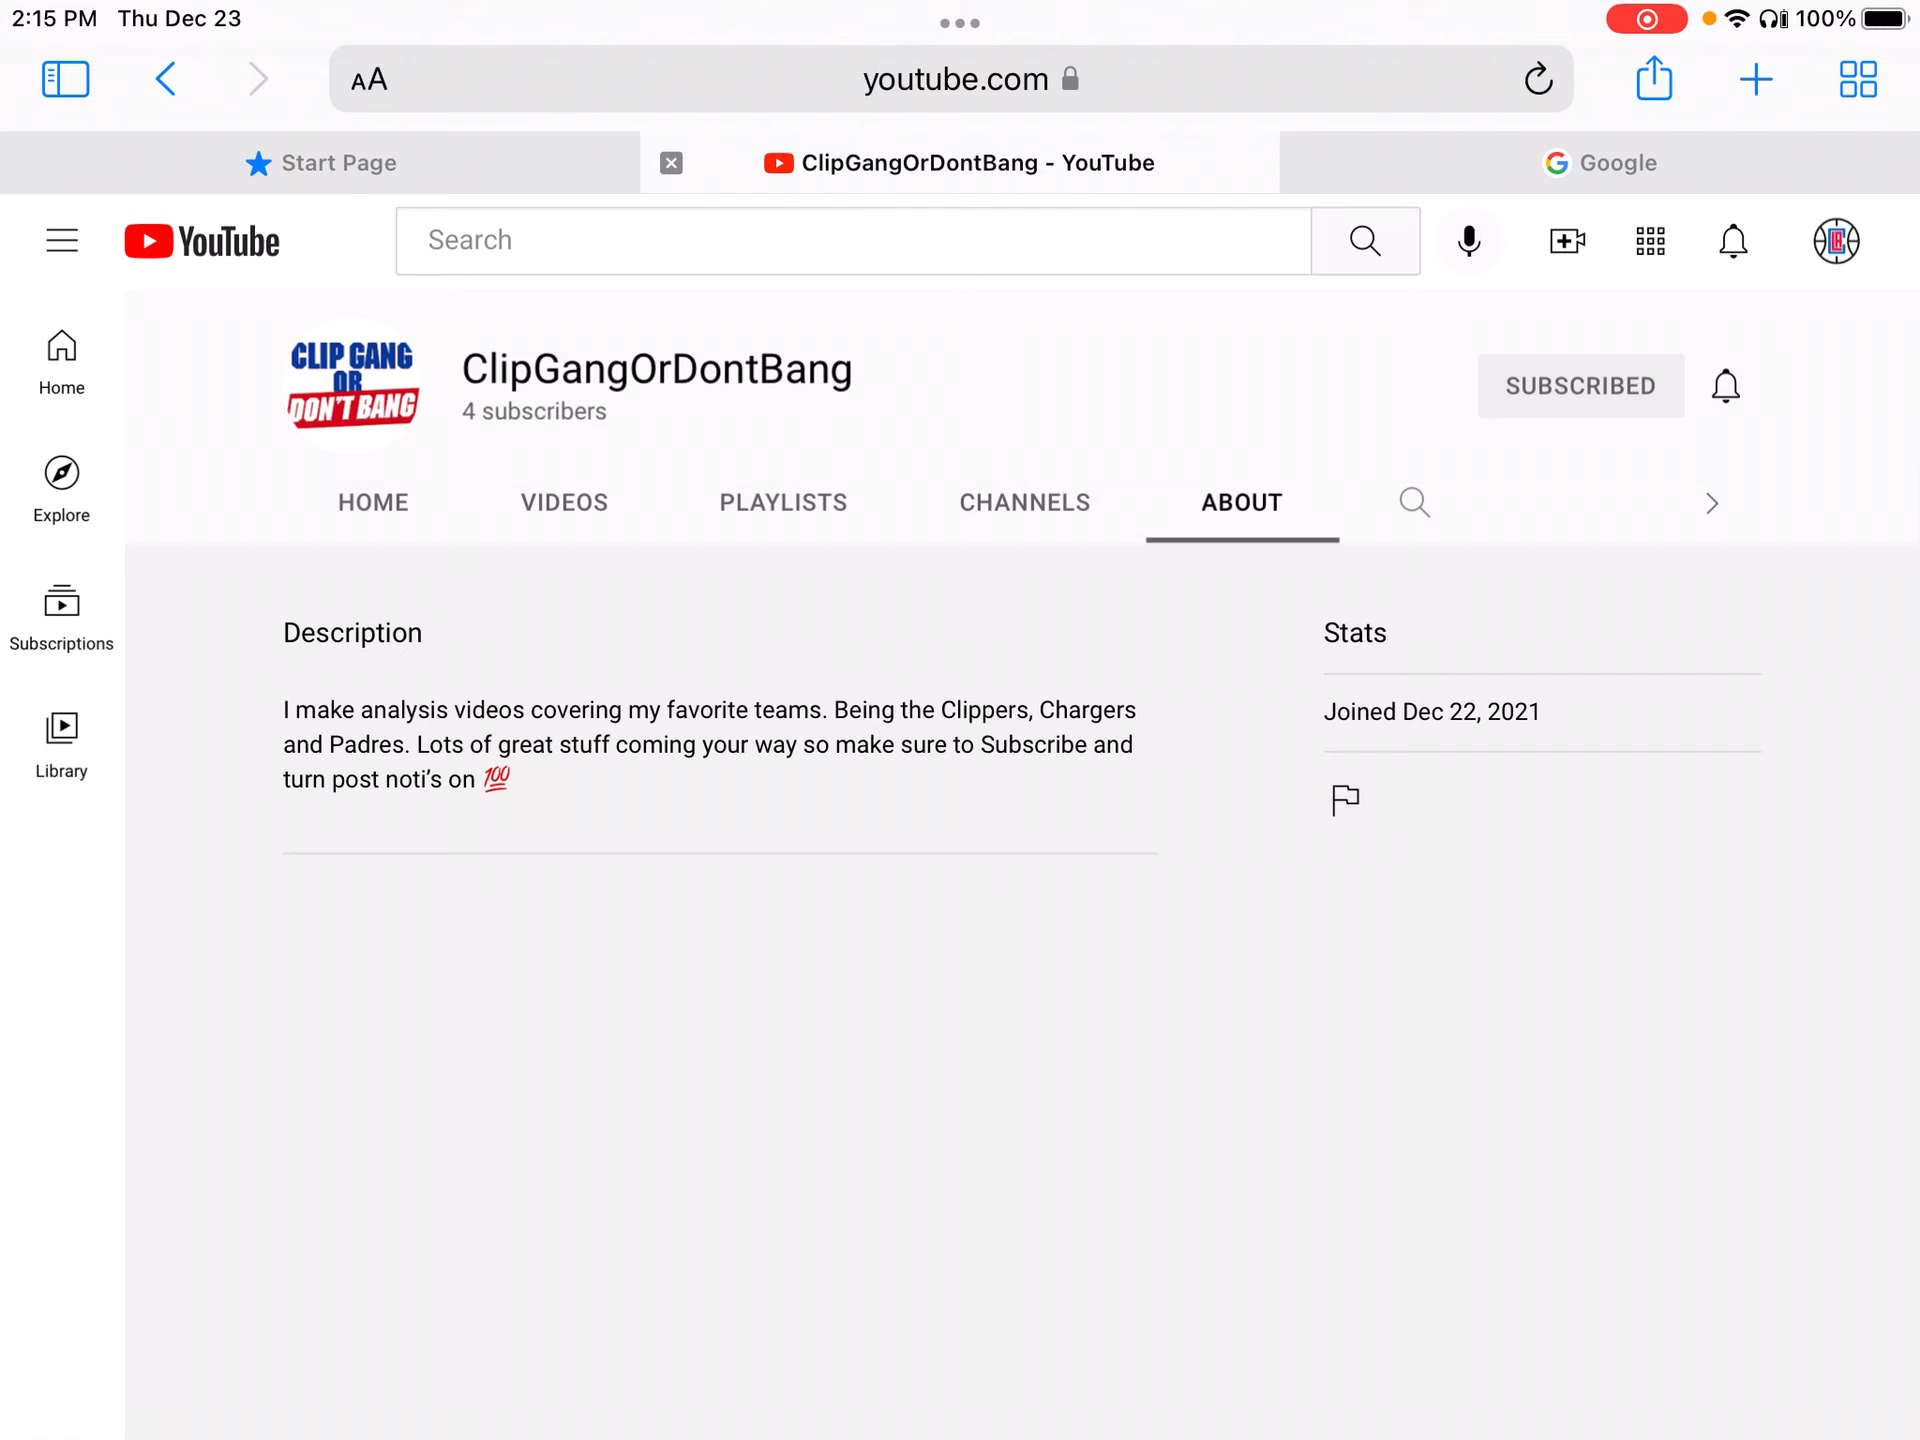 2:15 PM Thu Dec 23
100%
AA
youtube.com
Start Page
ClipGangOrDontBang - YouTube
Google
YouTube
Search
Home
Explore
Subscriptions
Library
CLIP GANG
OR
DON'T BANG
ClipGangOrDontBang
4 subscribers
SUBSCRIBED
HOME VIDEOS PLAYLISTS CHANNELS ABOUT
Description
I make analysis videos covering my favorite teams. Being the Clippers, Chargers
and Padres. Lots of great stuff coming your way so make sure to Subscribe and
turn post noti’s on 💯
Stats
Joined Dec 22, 2021